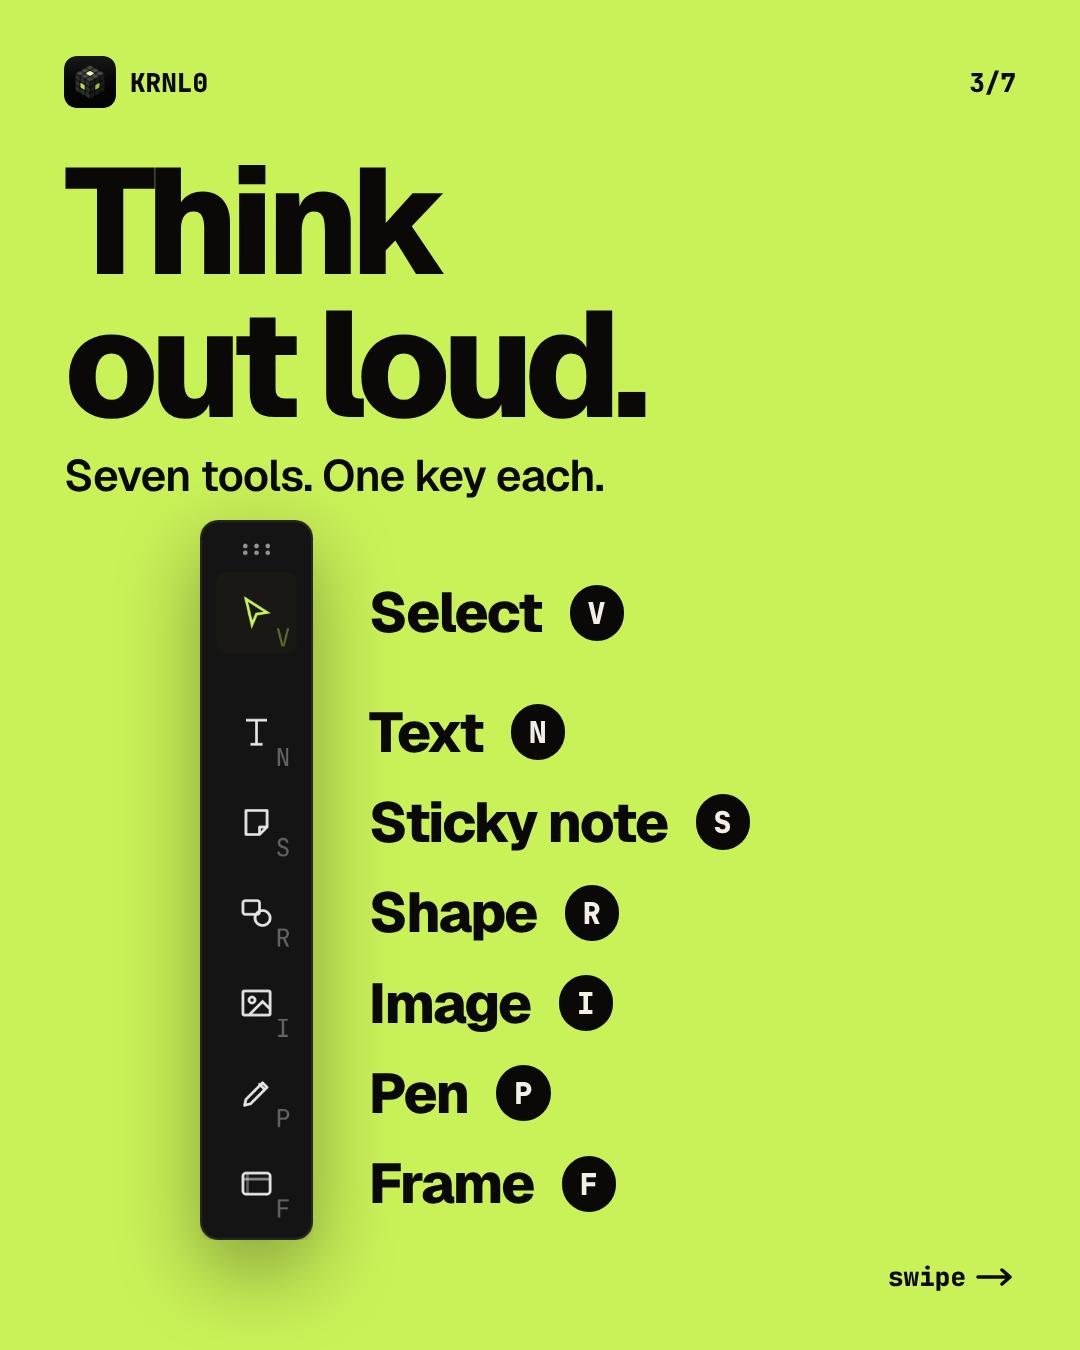 KRNL0
3/7
Think
out loud.
Seven tools. One key each.
V
Select V
N
Text N
S
Sticky note S
R
Shape R
I
Image I
P
Pen P
F
Frame F
swipe →